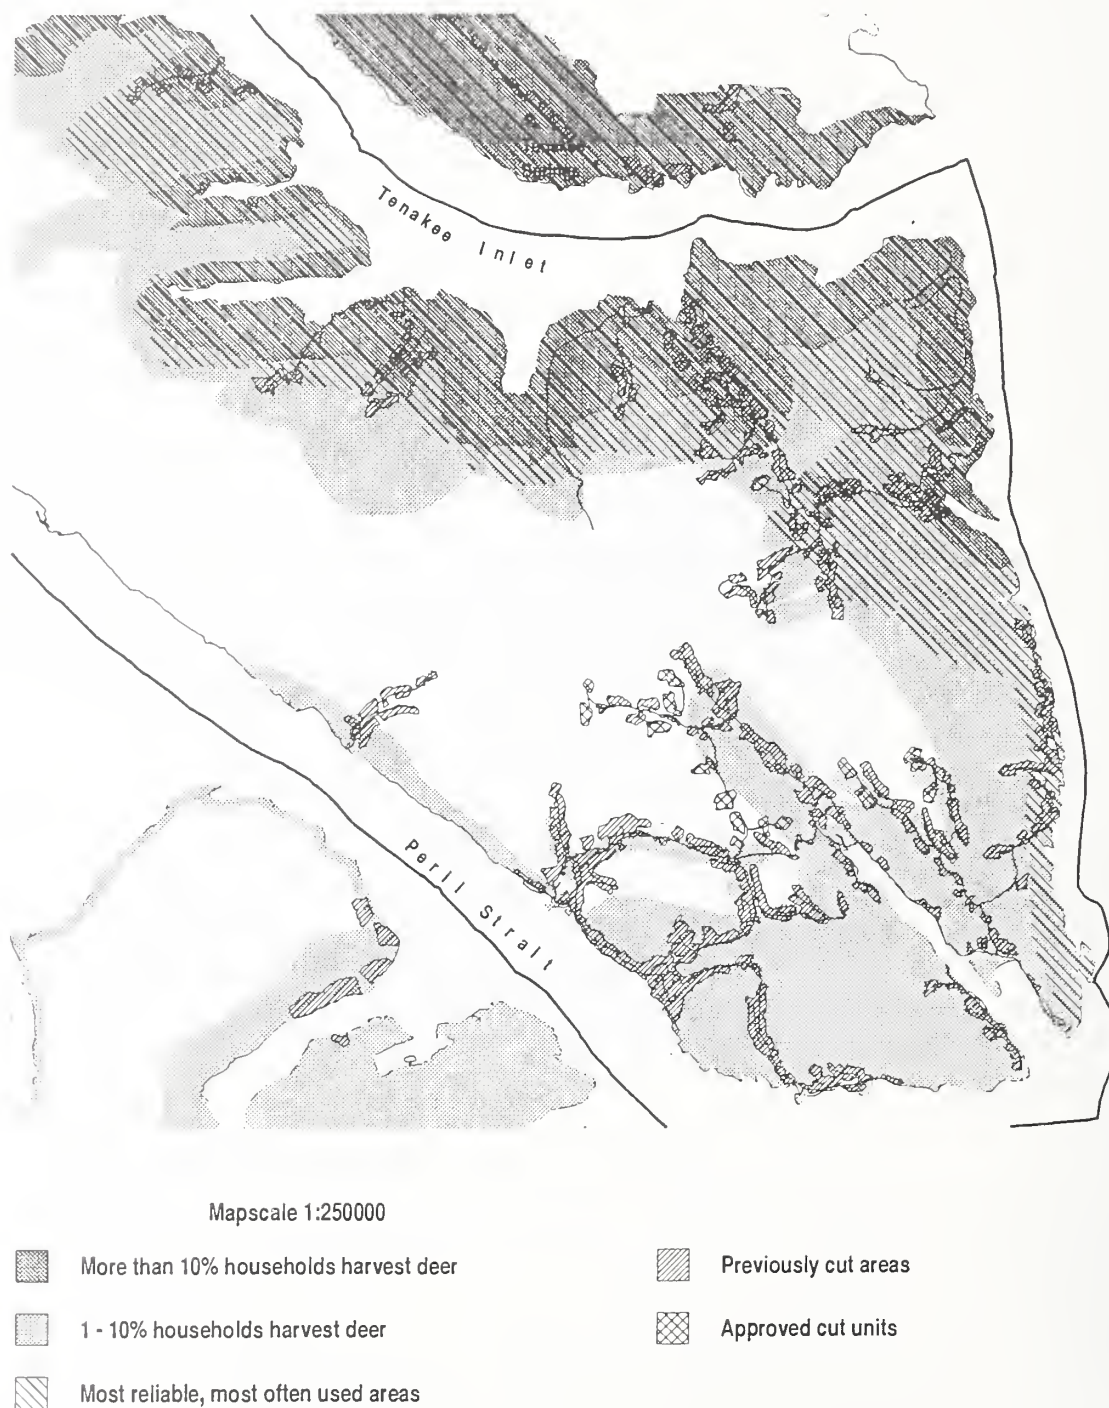 Tenakee Inlet
Peril Strait
Mapscale 1:250000
More than 10% households harvest deer
1 - 10% households harvest deer
Most reliable, most often used areas
Previously cut areas
Approved cut units